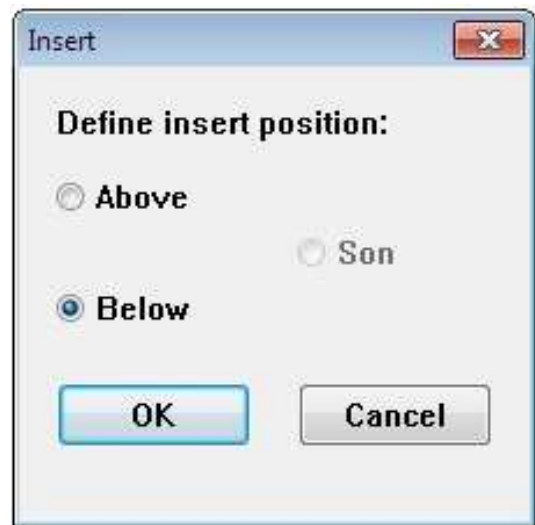 Insert
Define insert position:
Above
Son
Below
OK Cancel